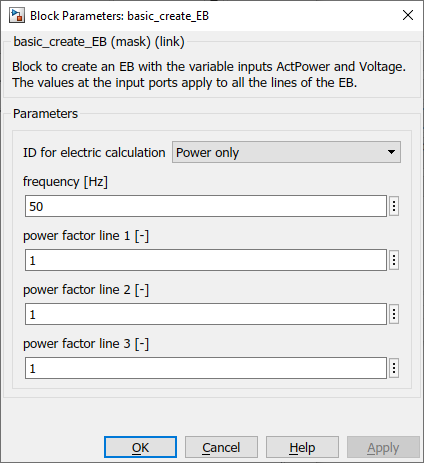 Block Parameters: basic_create_EB
basic_create_EB (mask) (link)
Block to create an EB with the variable inputs ActPower and Voltage.
The values at the input ports apply to all the lines of the EB.
Parameters
ID for electric calculation Power only
frequency [Hz]
50
power factor line 1 [-]
1
power factor line 2 [-]
1
power factor line 3 [-]
1
OK Cancel Help Apply